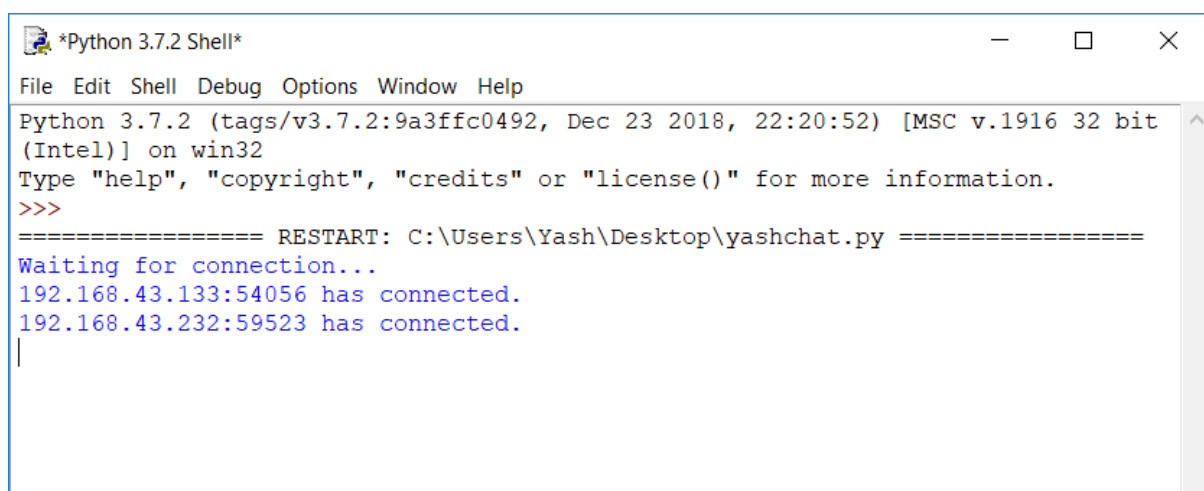 *Python 3.7.2 Shell*
File Edit Shell Debug Options Window Help
Python 3.7.2 (tags/v3.7.2:9a3ffc0492, Dec 23 2018, 22:20:52) [MSC v.1916 32 bit
(Intel)] on win32
Type "help", "copyright", "credits" or "license()" for more information.
>>>
================= RESTART: C:\Users\Yash\Desktop\yashchat.py =================
Waiting for connection...
192.168.43.133:54056 has connected.
192.168.43.232:59523 has connected.